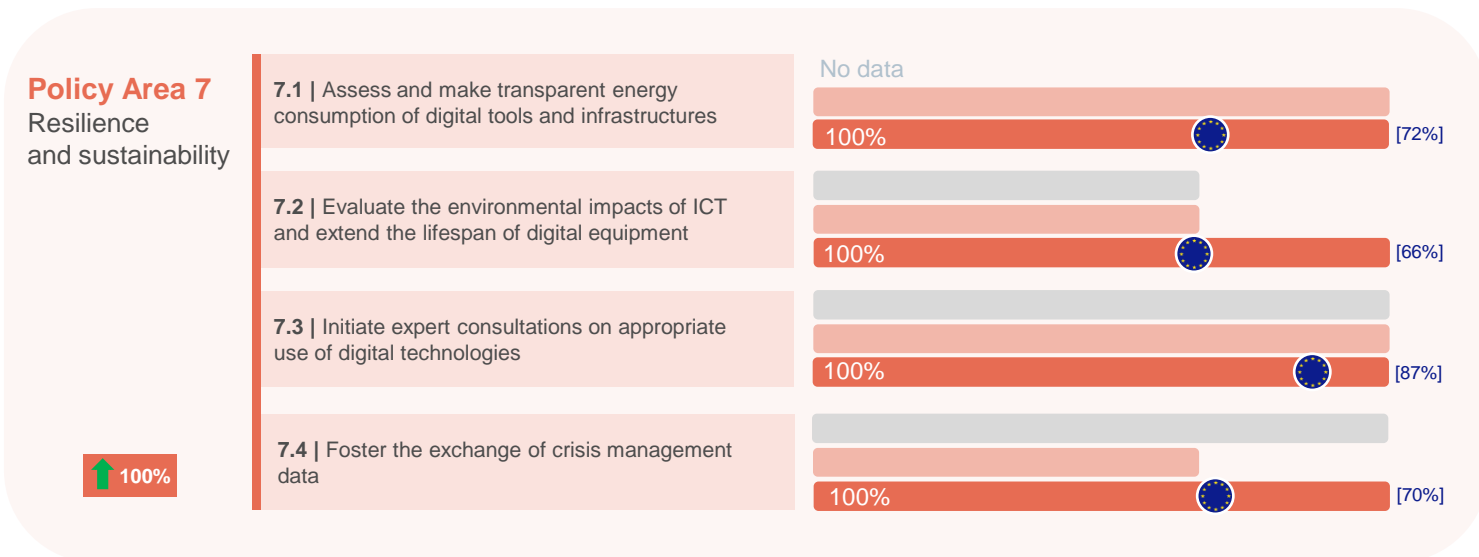 Policy Area 7
Resilience
and sustainability
100%
7.1 | Assess and make transparent energy
consumption of digital tools and infrastructures
No data
100%
[72%]
7.2 | Evaluate the environmental impacts of ICT
and extend the lifespan of digital equipment
100%
[66%]
7.3 | Initiate expert consultations on appropriate
use of digital technologies
100%
[87%]
7.4 | Foster the exchange of crisis management
data
100%
[70%]